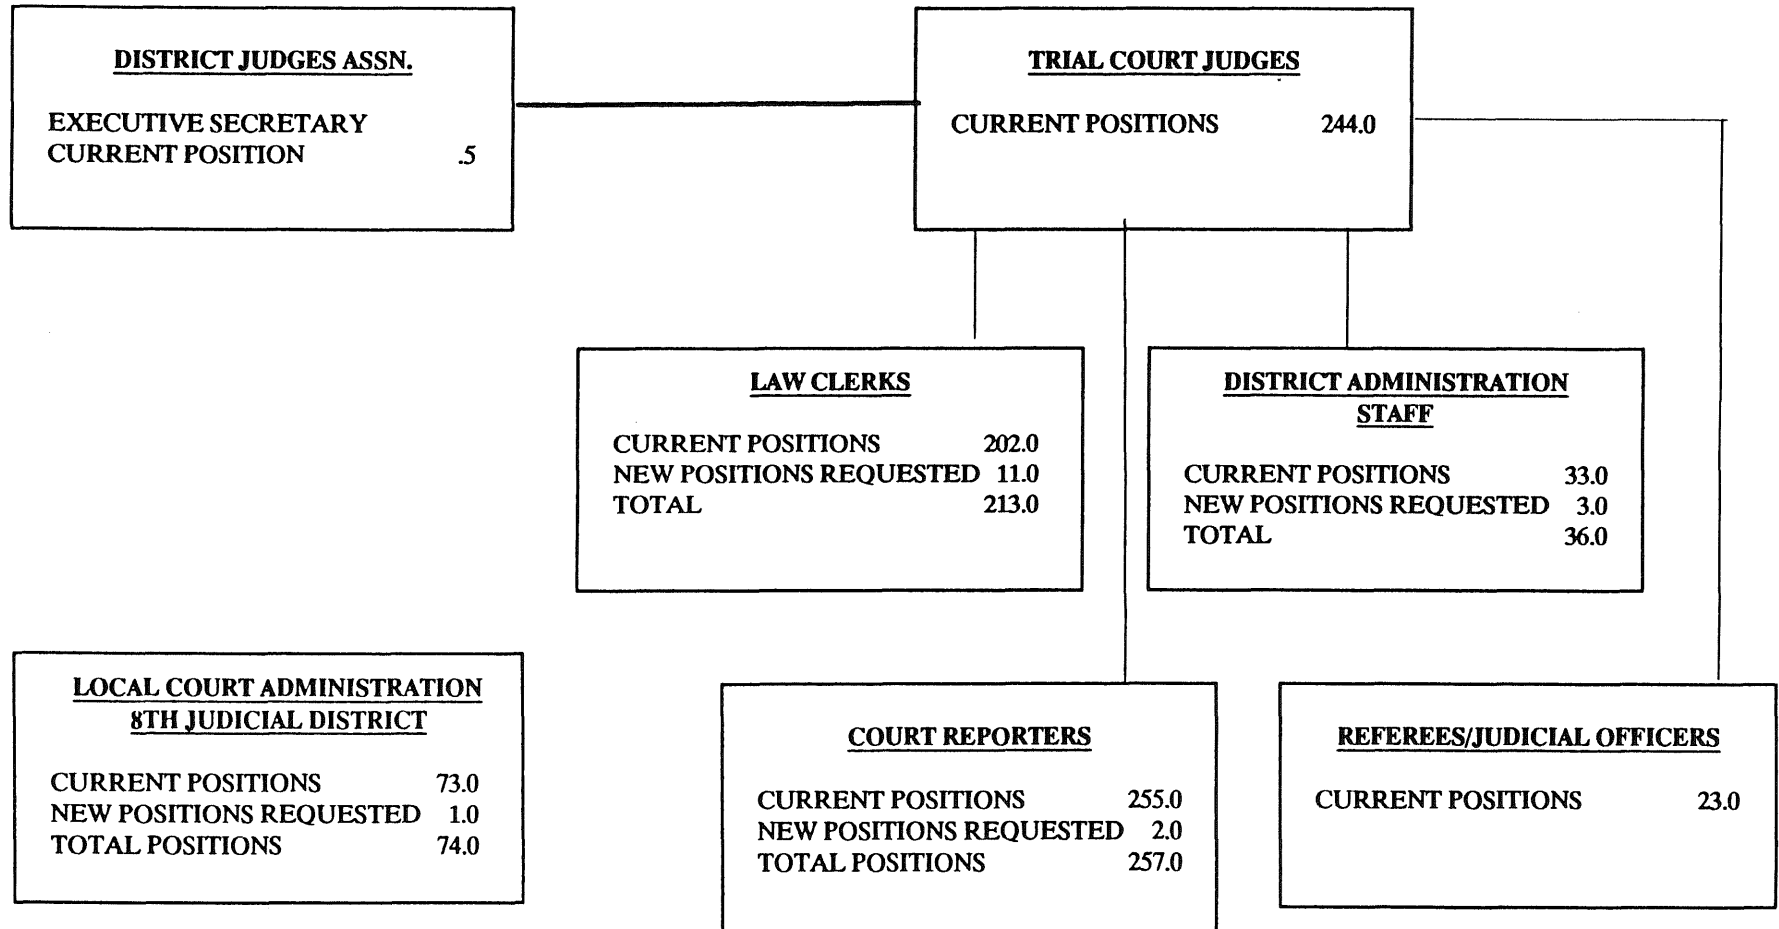 DISTRICT JUDGES ASSN.
EXECUTIVE SECRETARY
CURRENT POSITION .5
TRIAL COURT JUDGES
CURRENT POSITIONS 244.0
LAW CLERKS
CURRENT POSITIONS 202.0
NEW POSITIONS REQUESTED 11.0
TOTAL 213.0
DISTRICT ADMINISTRATION
STAFF
CURRENT POSITIONS 33.0
NEW POSITIONS REQUESTED 3.0
TOTAL 36.0
LOCAL COURT ADMINISTRATION
8TH JUDICIAL DISTRICT
CURRENT POSITIONS 73.0
NEW POSITIONS REQUESTED 1.0
TOTAL POSITIONS 74.0
COURT REPORTERS
CURRENT POSITIONS 255.0
NEW POSITIONS REQUESTED 2.0
TOTAL POSITIONS 257.0
REFEREES/JUDICIAL OFFICERS
CURRENT POSITIONS 23.0